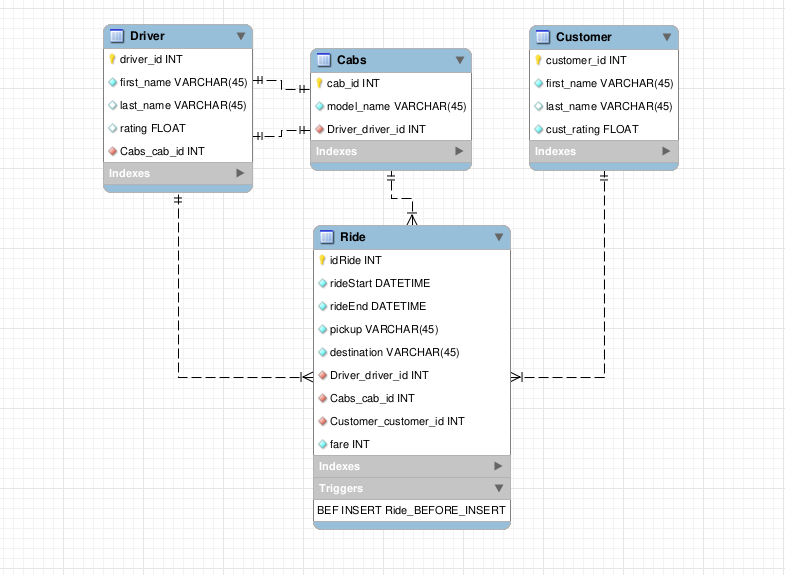 Driver
driver_id INT
first_name VARCHAR(45)
last_name VARCHAR(45)
rating FLOAT
Cabs_cab_id INT
Indexes
Cabs
cab_id INT
model_name VARCHAR(45)
Driver_driver_id INT
Indexes
Customer
customer_id INT
first_name VARCHAR(45)
last_name VARCHAR(45)
cust_rating FLOAT
Indexes
Ride
idRide INT
rideStart DATETIME
rideEnd DATETIME
pickup VARCHAR(45)
destination VARCHAR(45)
Driver_driver_id INT
Cabs_cab_id INT
Customer_customer_id INT
fare INT
Indexes
Triggers
BEF INSERT Ride_BEFORE_INSERT